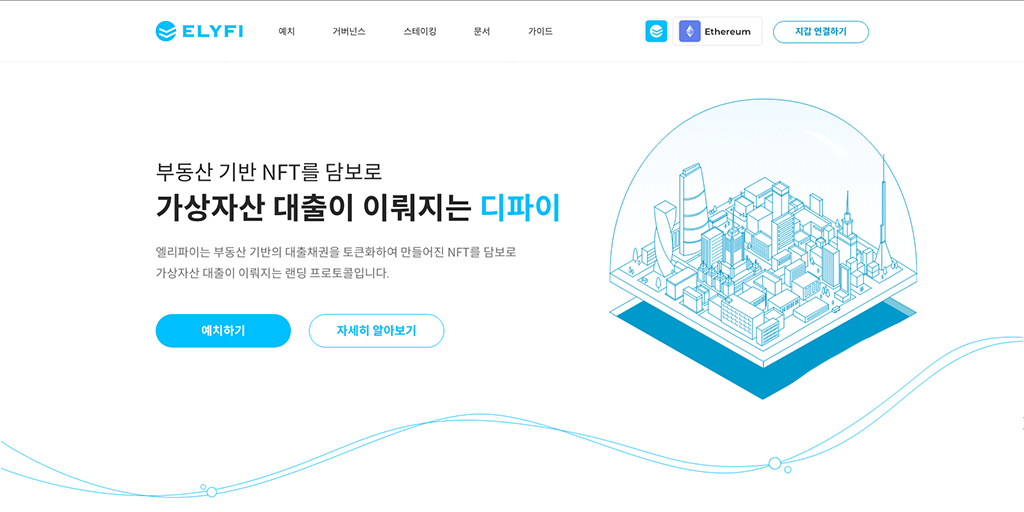 ELYFI 예치 거버넌스 스테이킹 문서 가이드 Ethereum 지갑 연결하기
부동산 기반 NFT를 담보로
가상자산 대출이 이뤄지는 디파이
엘리파이는 부동산 기반의 대출채권을 토큰화하여 만들어진 NFT를 담보로
가상자산 대출이 이뤄지는 랜딩 프로토콜입니다.
예치하기 자세히 알아보기